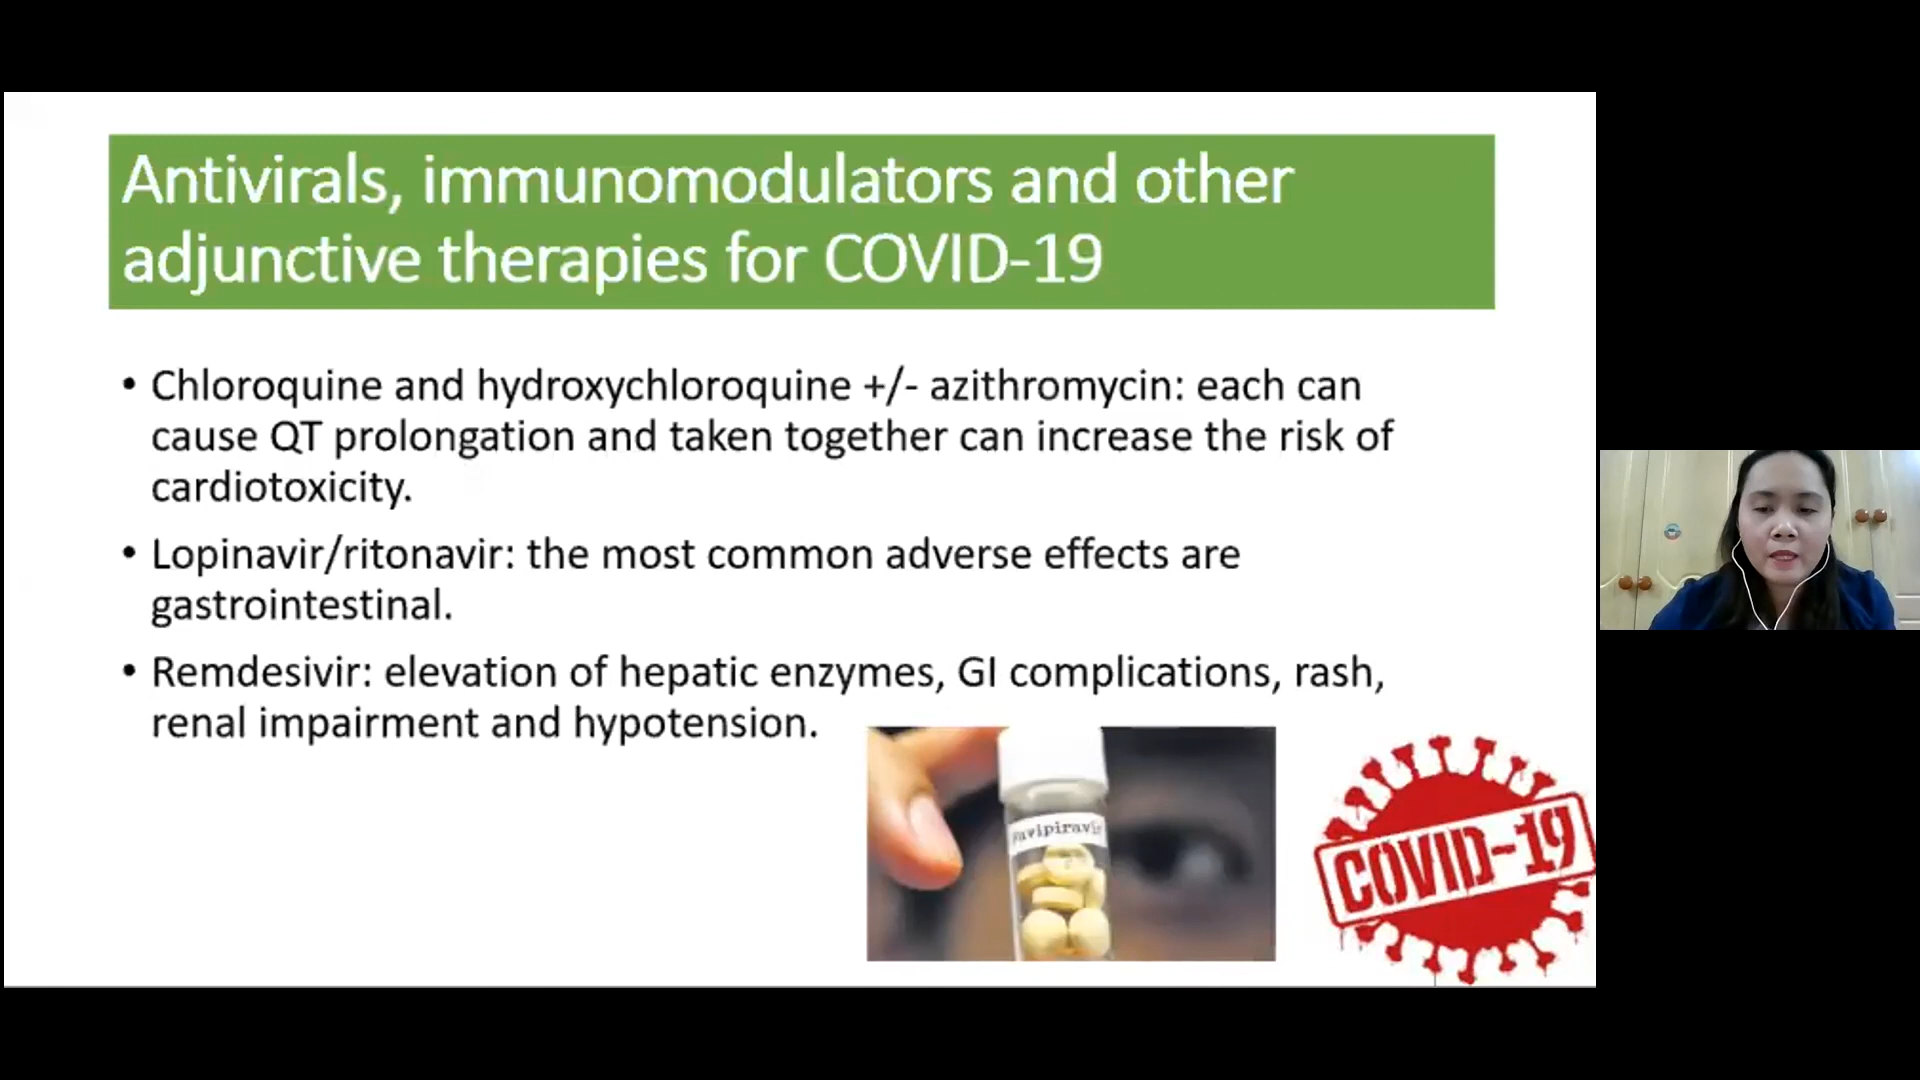 Antivirals, immunomodulators and other
adjunctive therapies for COVID-19
• Chloroquine and hydroxychloroquine +/- azithromycin: each can
cause QT prolongation and taken together can increase the risk of
cardiotoxicity.
• Lopinavir/ritonavir: the most common adverse effects are
gastrointestinal.
• Remdesivir: elevation of hepatic enzymes, GI complications, rash,
renal impairment and hypotension.
COVID-19